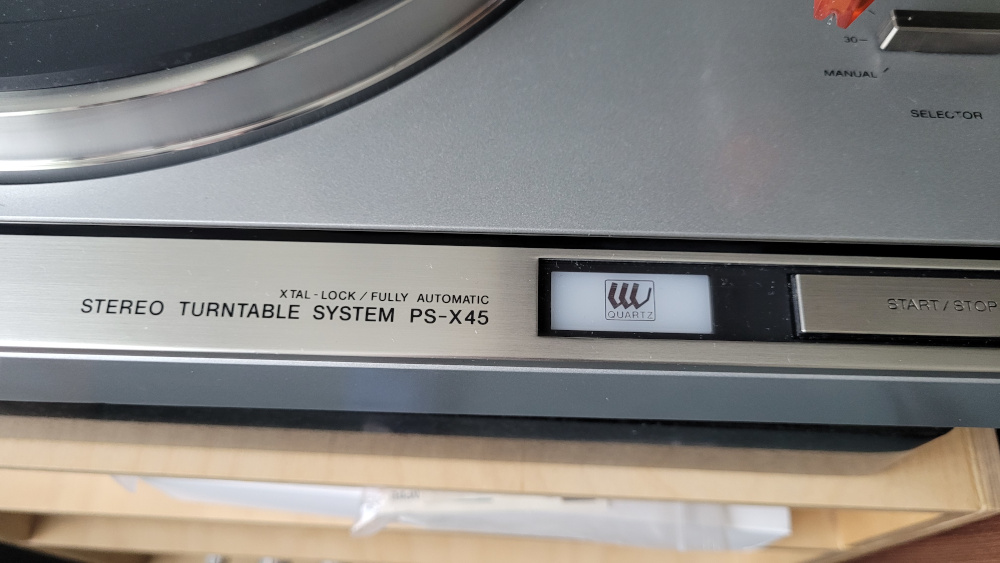 30
MANUAL
SELECTOR
XTAL-LOCK / FULLY AUTOMATIC
STEREO TURNTABLE SYSTEM PS-X45
QUARTZ
START/STOP